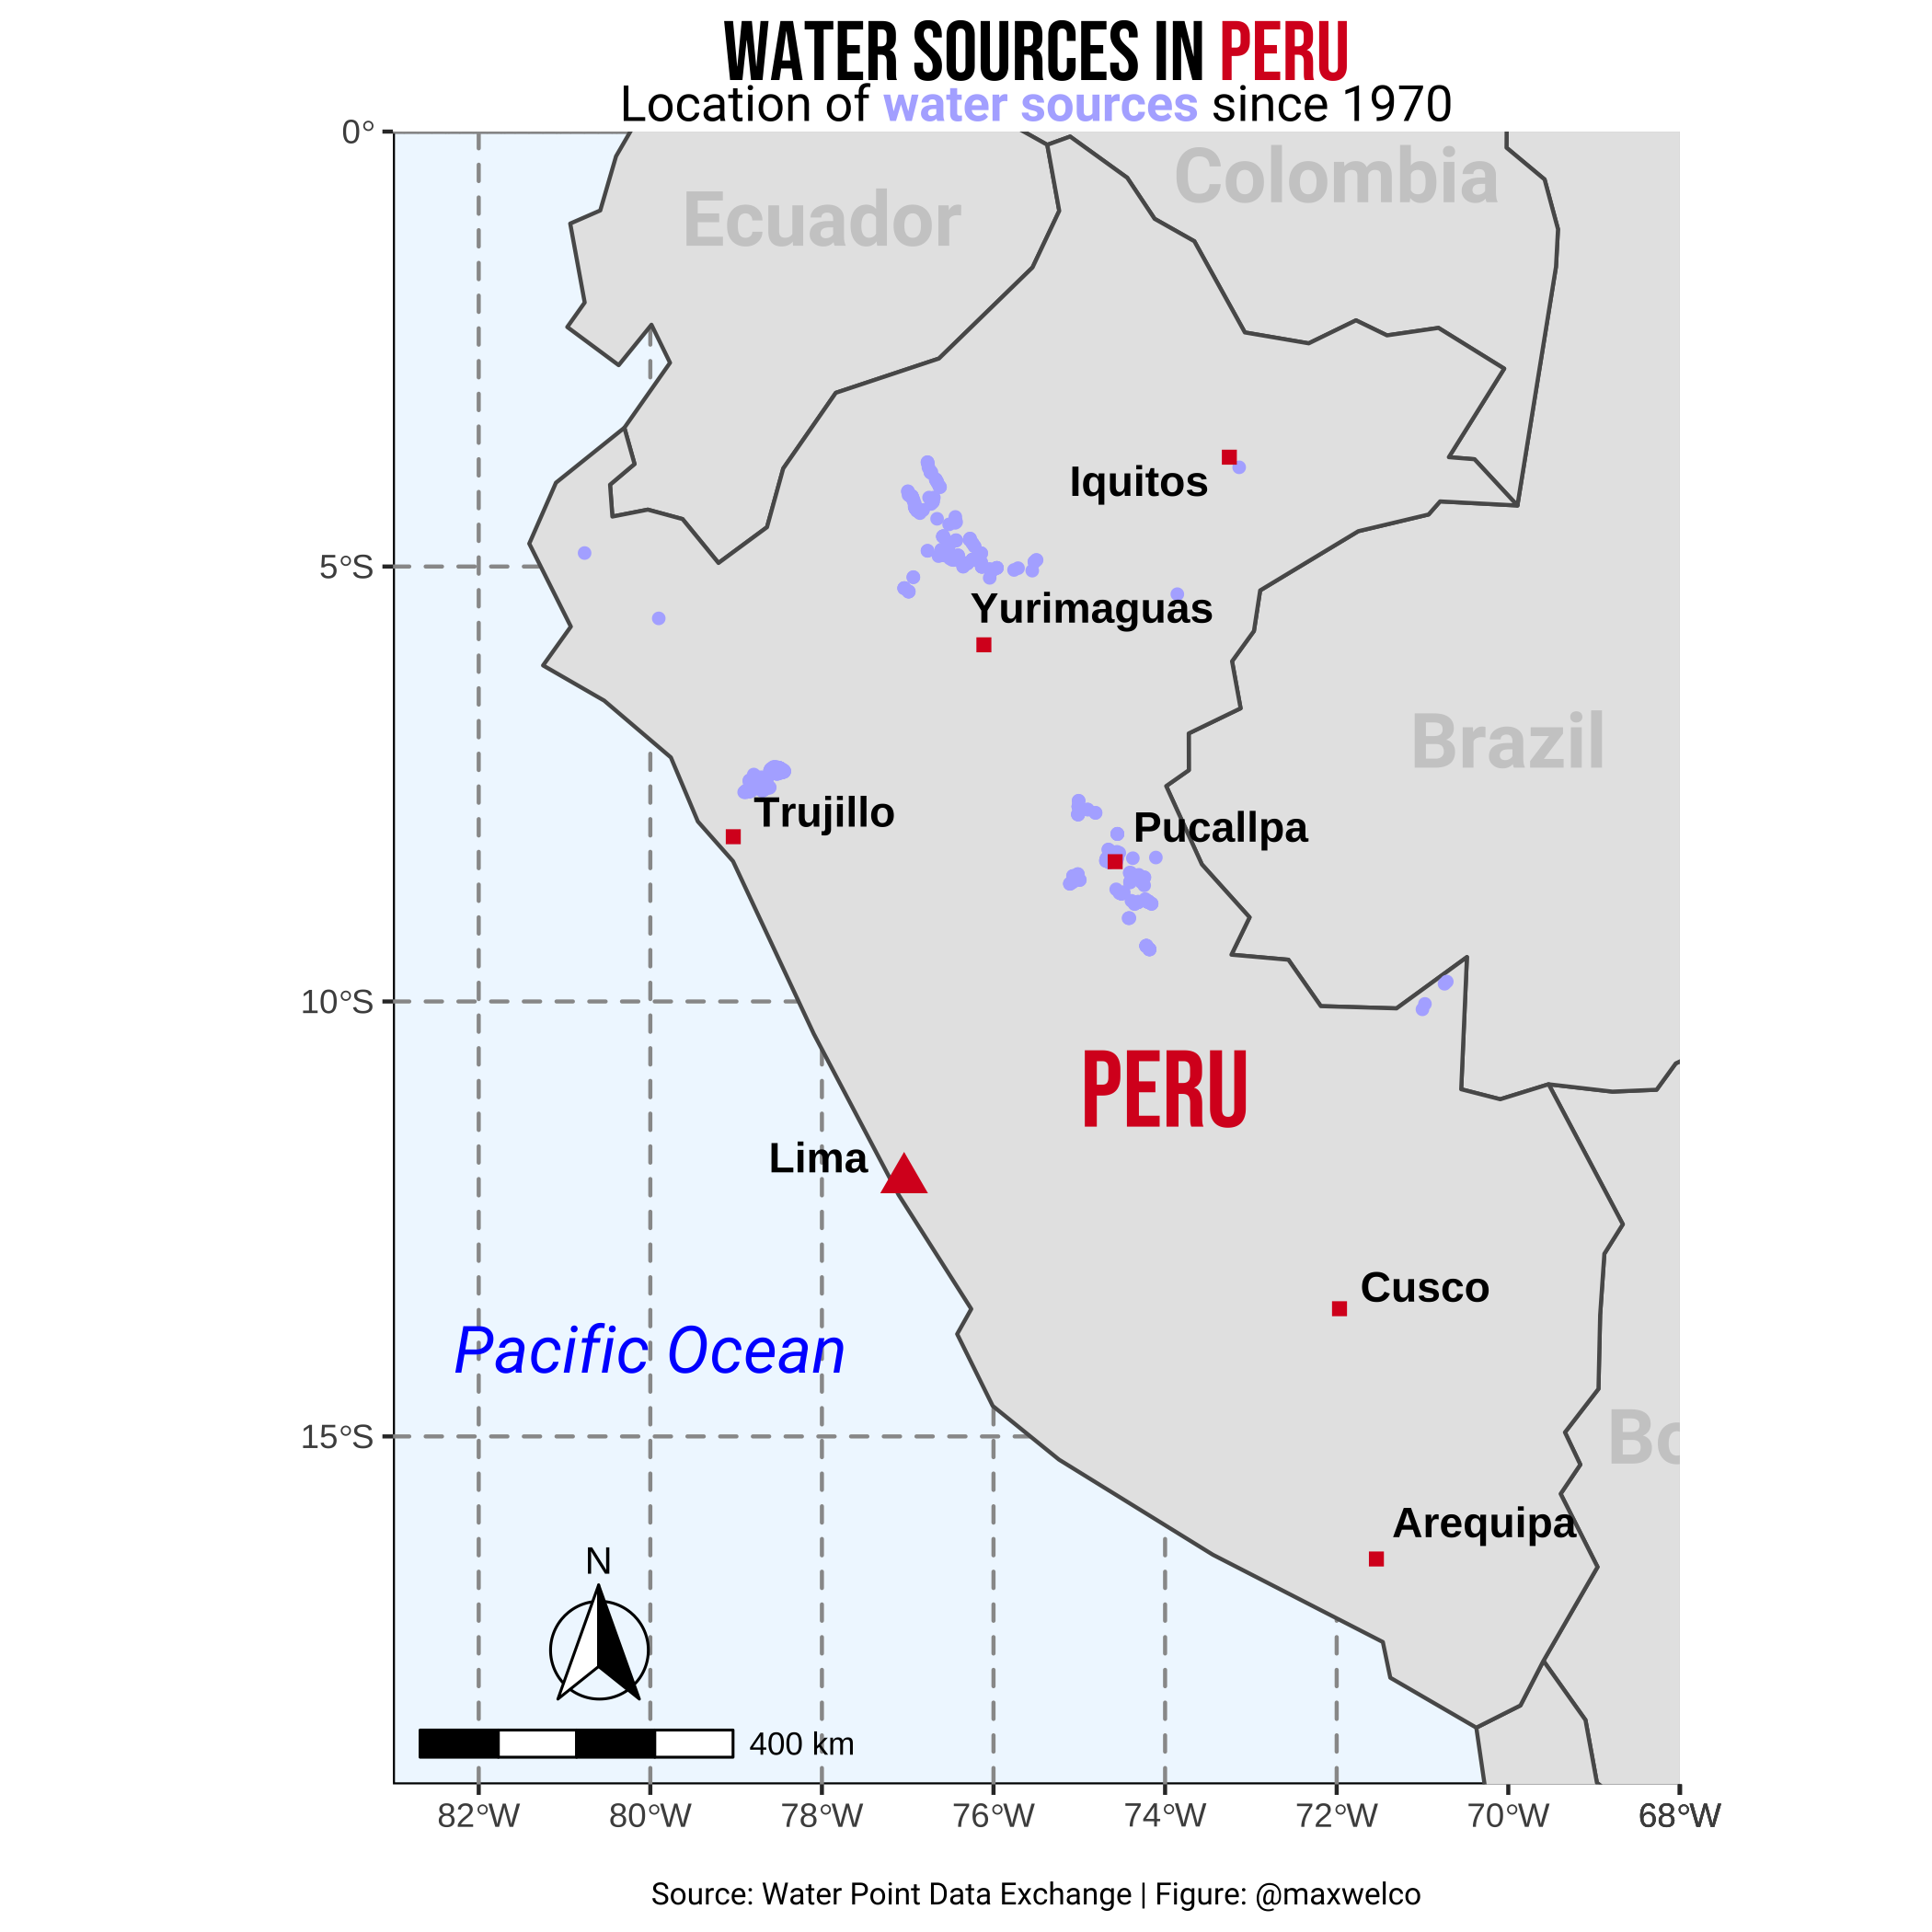 WATER SOURCES IN PERU
Location of water sources since 1970
0°
Colombia
Ecuador
Iquitos
5°S
Yurimaguas
Brazil
Trujillo
Pucallpa
10°S
PERU
Lima
Cusco
Pacific Ocean
15°S
Bo
Arequipa
N
400 km
82°W 80°W 78°W 76°W 74°W 72°W 70°W 68°W
Source: Water Point Data Exchange | Figure: @maxwelco